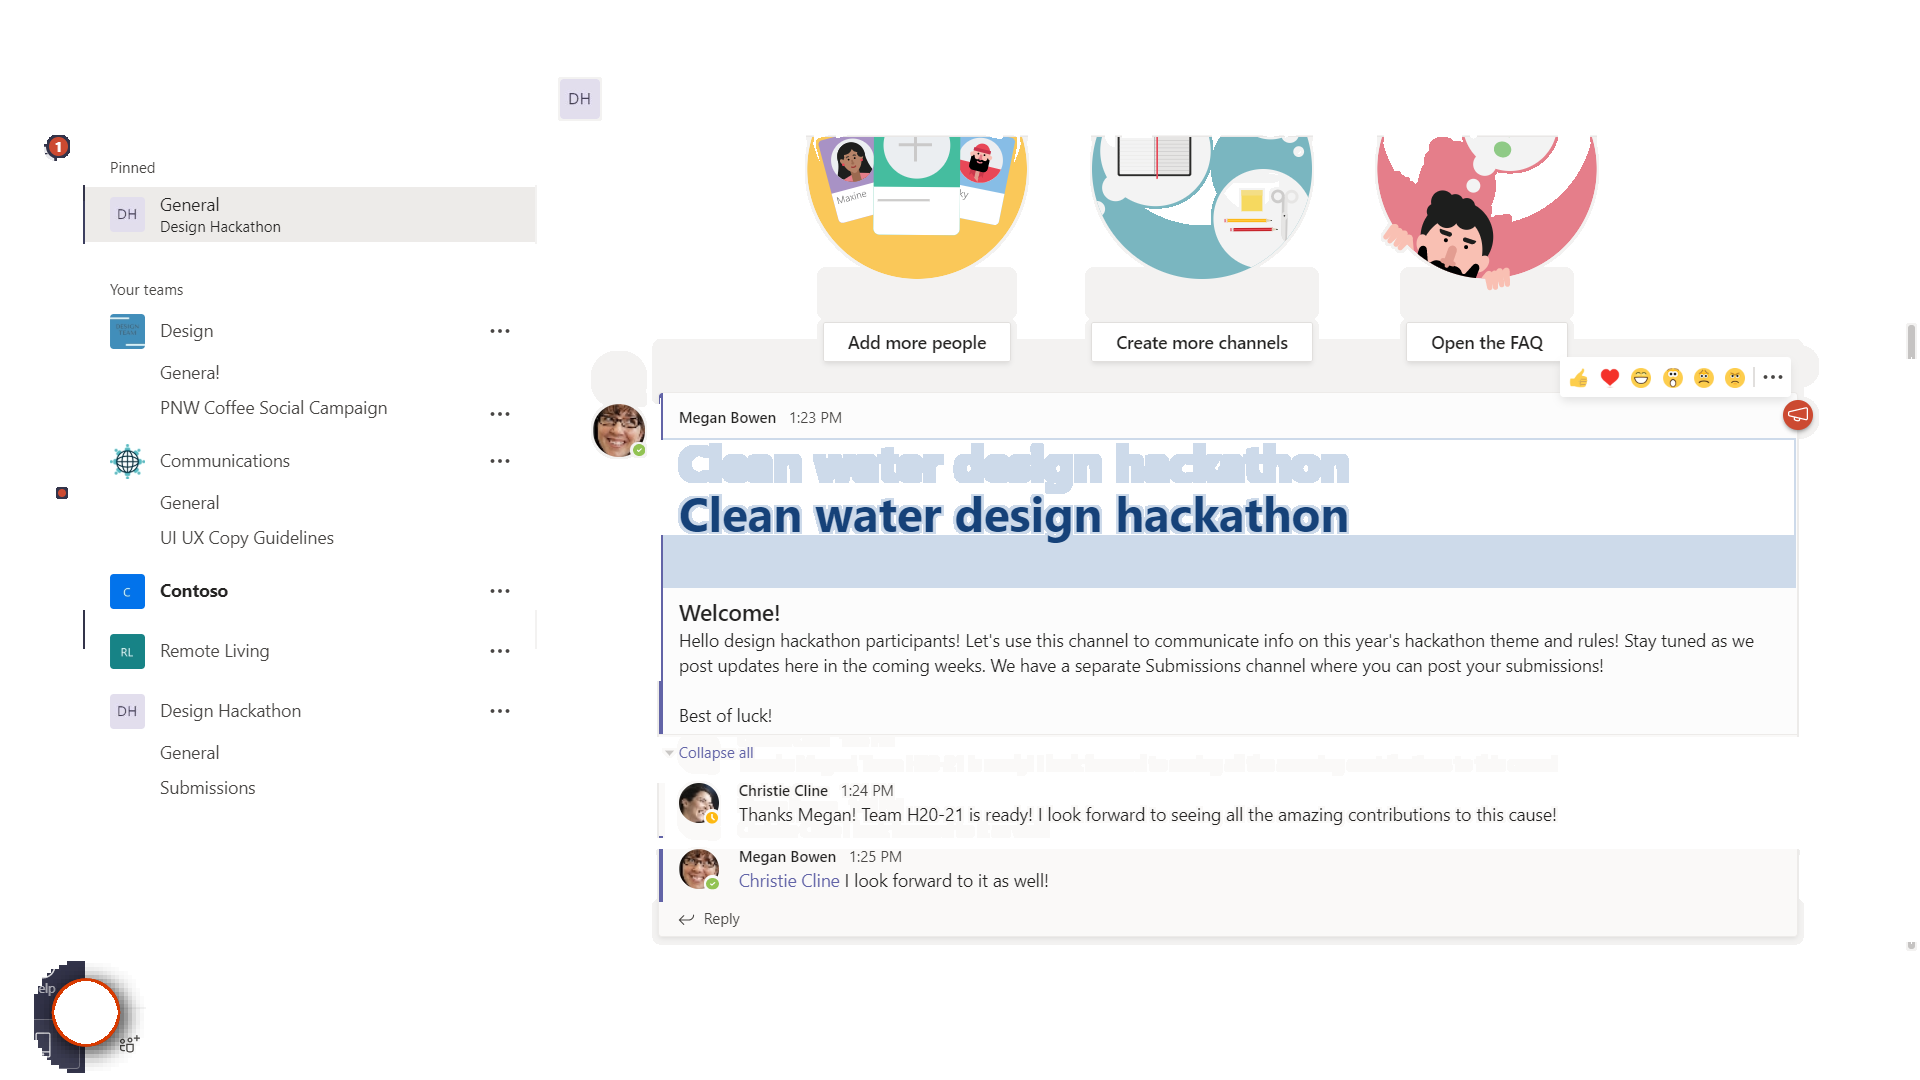 DH
1
Pinned
DH
General
Design Hackathon
Your teams
Design
Genera!
PNW Coffee Social Campaign
Communications
General
UI UX Copy Guidelines
C
Contoso
RL
Remote Living
DH
Design Hackathon
General
Submissions
elp
Maxine
ky
Add more people
Create more channels
Open the FAQ
Megan Bowen 1:23 PM
Clean water design hackathon
Clean water design hackathon
Welcome!
Hello design hackathon participants! Let's use this channel to communicate info on this year's hackathon theme and rules! Stay tuned as we
post updates here in the coming weeks. We have a separate Submissions channel where you can post your submissions!
Best of luck!
Collapse all
Christie Cline 1:24 PM
Thanks Megan! Team H20-21 is ready! I look forward to seeing all the amazing contributions to this cause!
Megan Bowen 1:25 PM
Christie Cline I look forward to it as well!
Reply